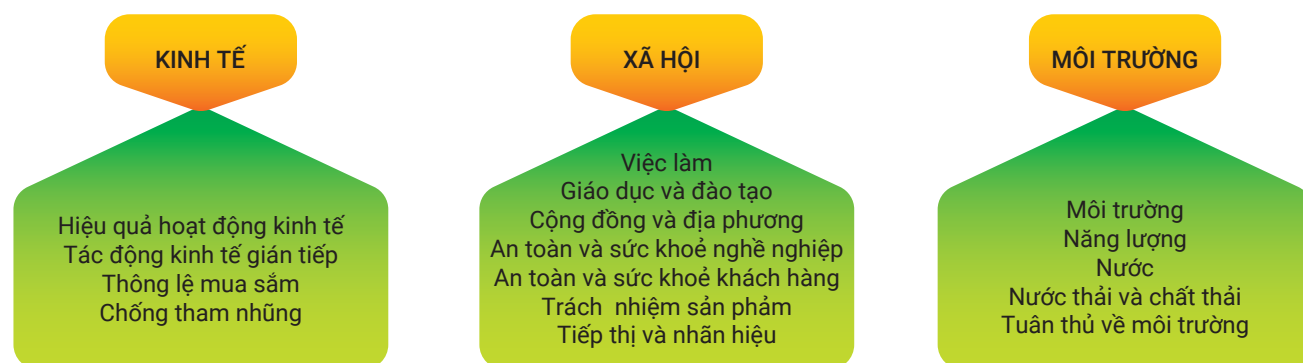 KINH TẾ
Hiệu quả hoạt động kinh tế
Tác động kinh tế gián tiếp
Thông lệ mua sắm
Chống tham nhũng
XÃ HỘI
Việc làm
Giáo dục và đào tạo
Cộng đồng và địa phương
An toàn và sức khoẻ nghề nghiệp
An toàn và sức khoẻ khách hàng
Trách nhiệm sản phẩm
Tiếp thị và nhãn hiệu
MÔI TRƯỜNG
Môi trường
Năng lượng
Nước
Nước thải và chất thải
Tuân thủ về môi trường